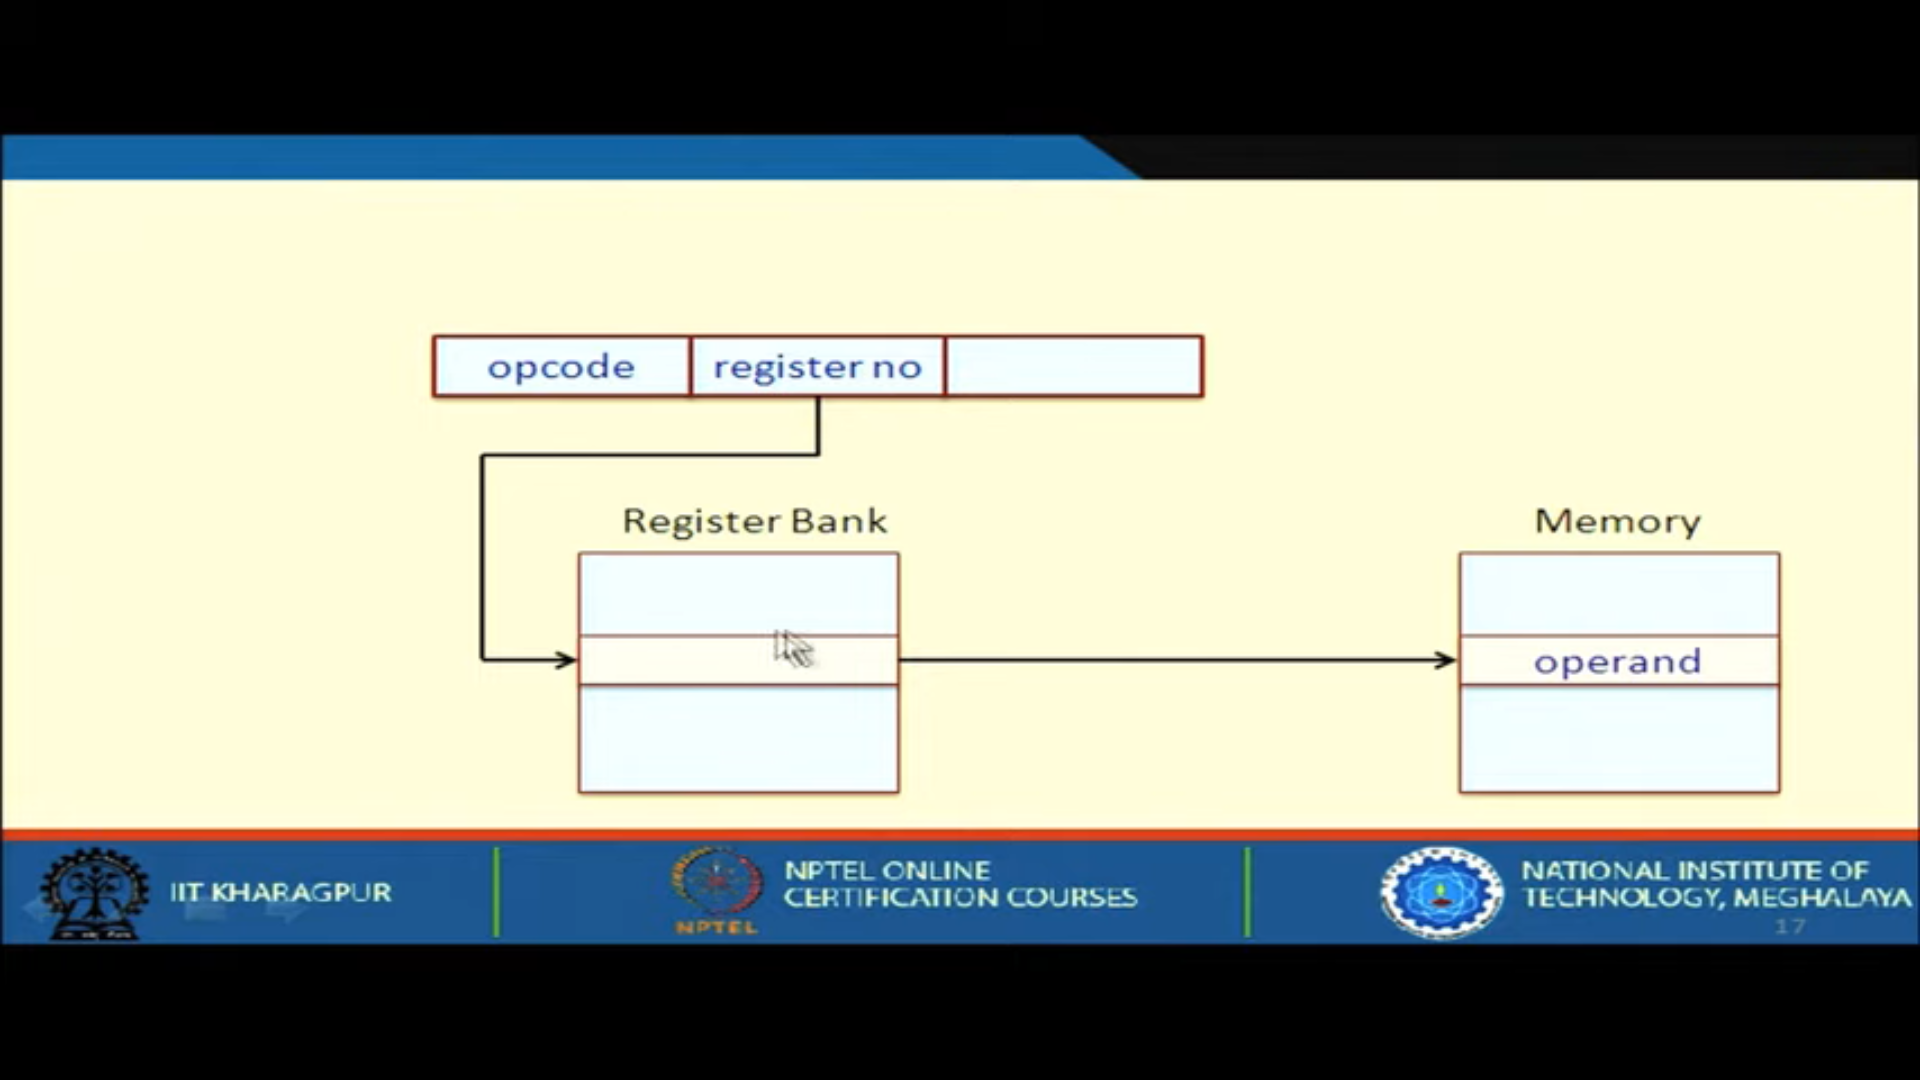 opcode
register no
Register Bank
Memory
operand
IIT KHARAGPUR
NPTEL
NPTEL ONLINE
CERTIFICATION COURSES
NATIONAL INSTITUTE OF
TECHNOLOGY, MEGHALAYA
17